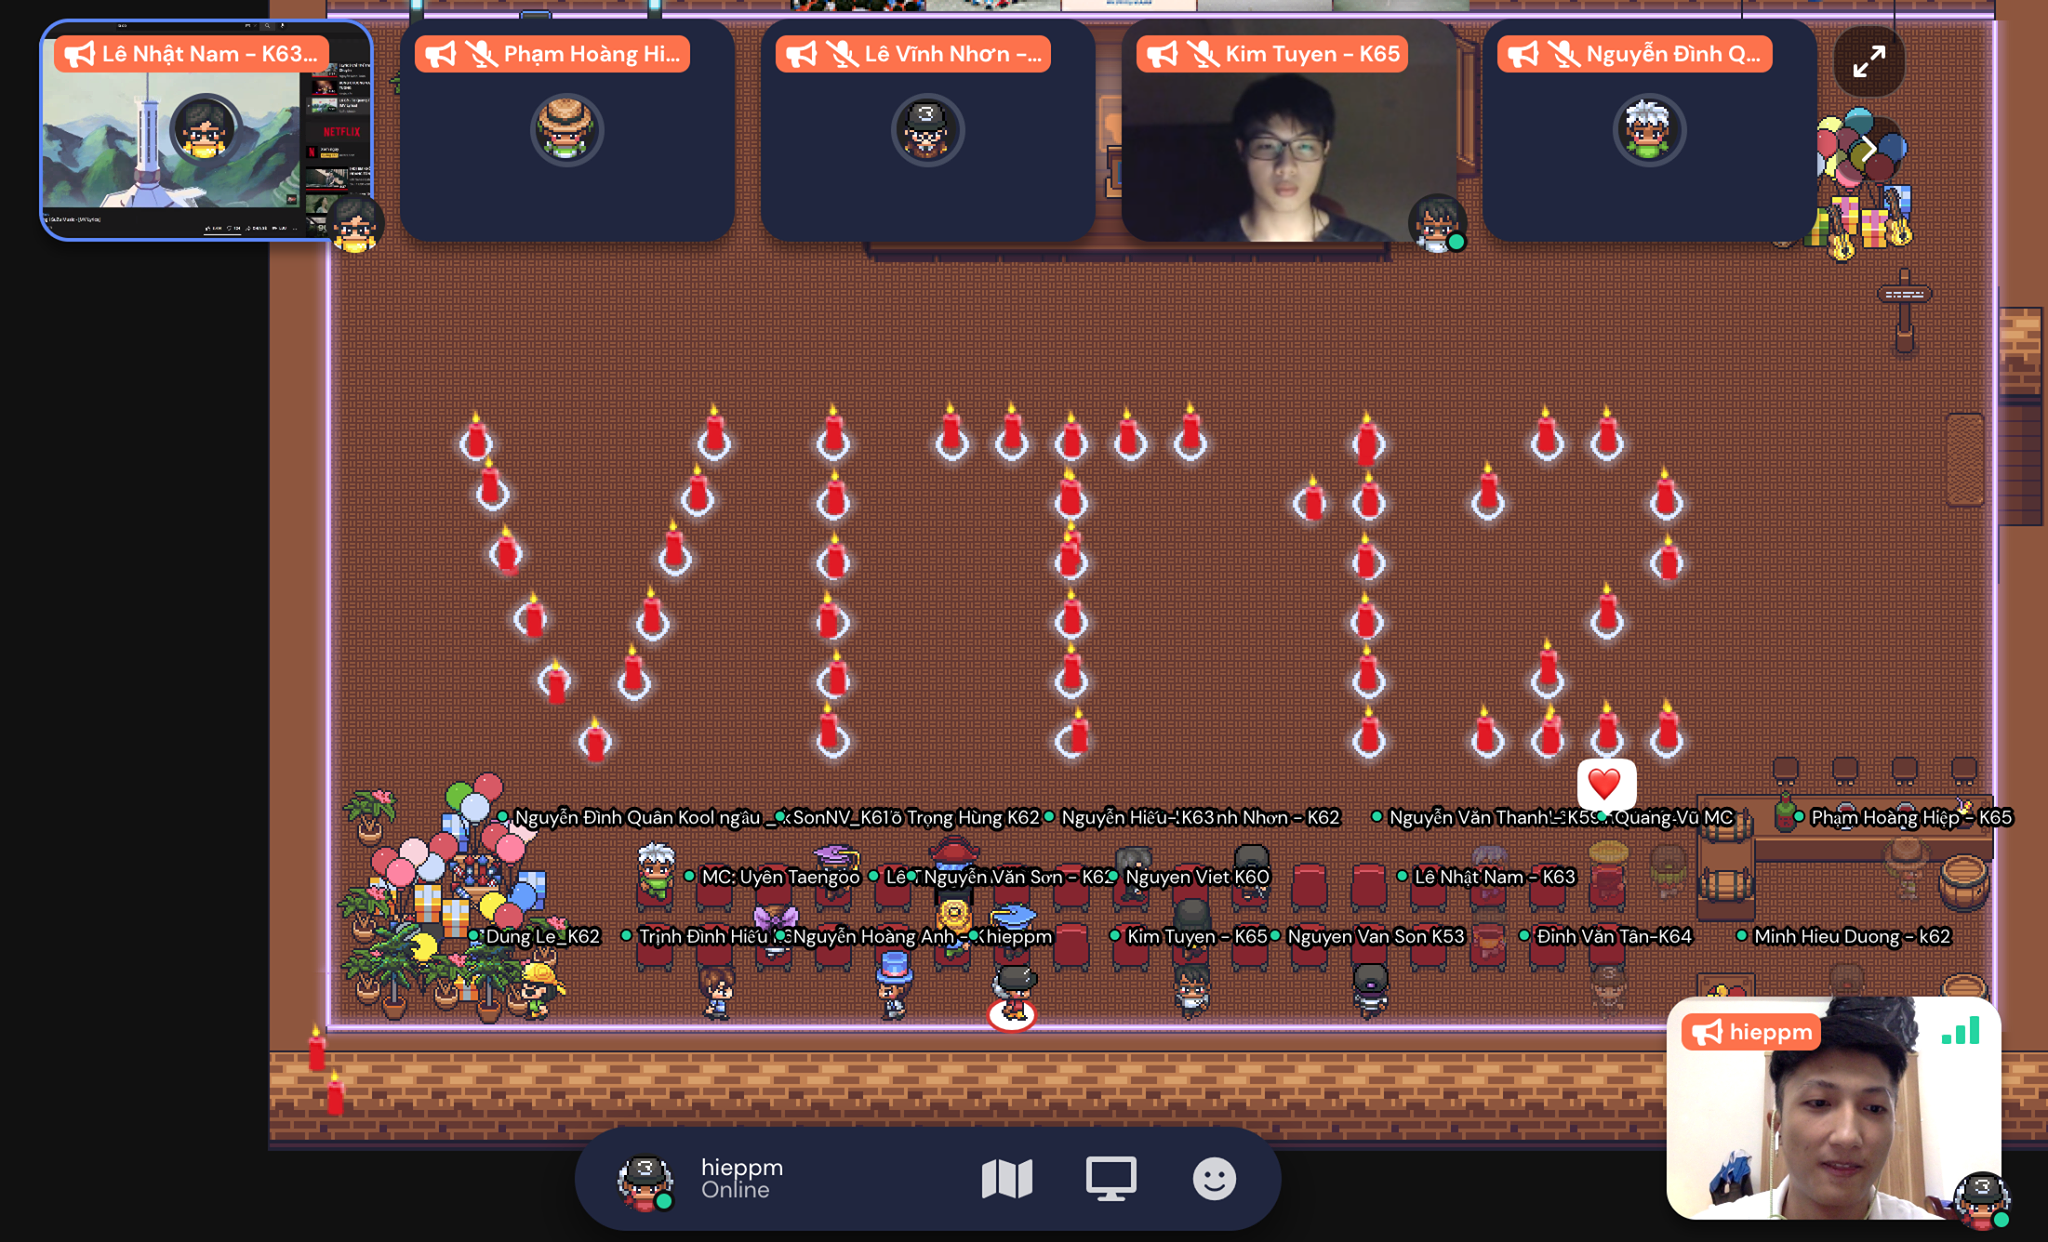 Lê Nhật Nam - K63...
Phạm Hoàng Hi...
Lê Vĩnh Nhơn -...
Kim Tuyen - K65
Nguyễn Đình Q...
NETFLIX
VIT 12
Nguyễn Đình Quân Kool ngầu _
SonNV_K61
Trọng Hùng K62
Nguyễn Hiếu - K63
nh Nhơn - K62
Nguyễn Văn Thanh - K59
Quang Vũ MC
Phạm Hoàng Hiệp - K65
MC: Uyên Taengoo
Lê
Nguyễn Văn Sơn - K62
Nguyen Viet K60
Lê Nhật Nam - K63
Dung Le_K62
Trịnh Đình Hiếu
Nguyễn Hoàng Anh -
hieppm
Kim Tuyen - K65
Nguyen Van Son K53
Đinh Văn Tân-K64
Minh Hieu Duong - k62
hieppm
hieppm
Online